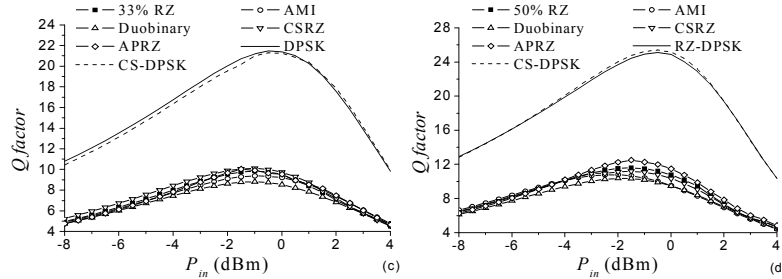 33% RZ
AMI
Duobinary
CSRZ
APRZ
DPSK
CS-DPSK
24
22
20
18
16
14
12
10
8
6
4
Q factor
-8
-6
-4
-2
0
2
4
P_in (dBm)
(c)
50% RZ
AMI
Duobinary
CSRZ
APRZ
RZ-DPSK
CS-DPSK
28
24
20
16
12
8
4
Q factor
-8
-6
-4
-2
0
2
4
P_in (dBm)
(d